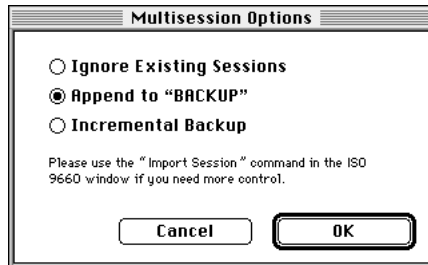 Multisession Options
Ignore Existing Sessions
Append to “BACKUP”
Incremental Backup
Please use the “Import Session” command in the ISO
9660 window if you need more control.
Cancel OK